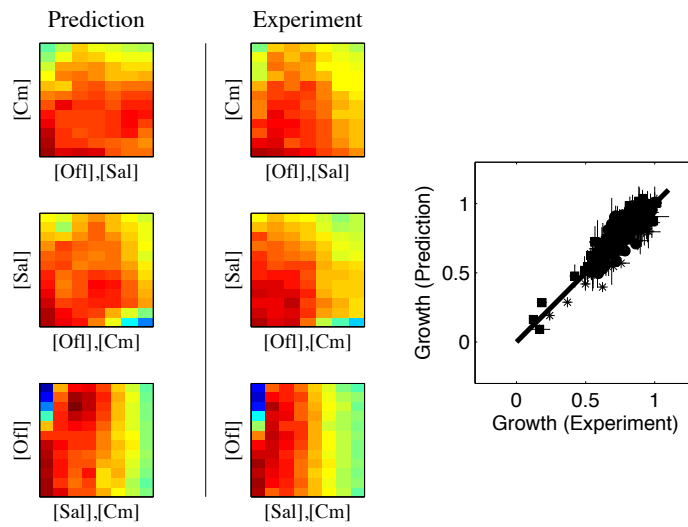 Prediction
Experiment
[Cm]
[Ofl],[Sal]
[Cm]
[Ofl],[Sal]
[Sal]
[Ofl],[Cm]
[Sal]
[Ofl],[Cm]
[Ofl]
[Sal],[Cm]
[Ofl]
[Sal],[Cm]
Growth (Prediction)
1
0.5
0
0 0.5 1
Growth (Experiment)